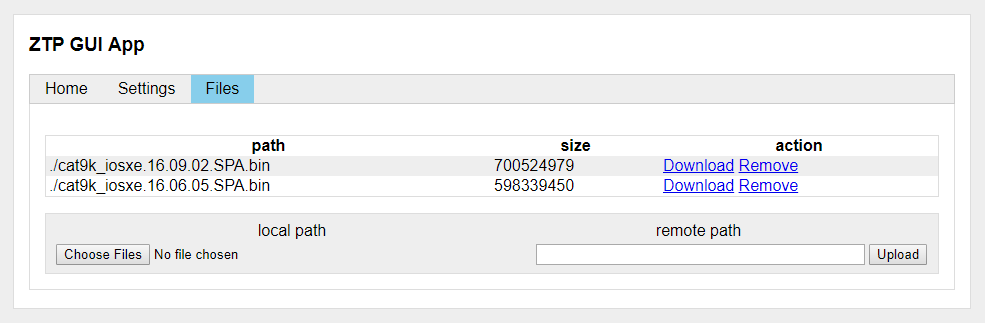 ZTP GUI App
Home Settings Files
path size action
./cat9k_iosxe.16.09.02.SPA.bin 700524979 Download Remove
./cat9k_iosxe.16.06.05.SPA.bin 598339450 Download Remove
local path remote path
Choose Files No file chosen Upload